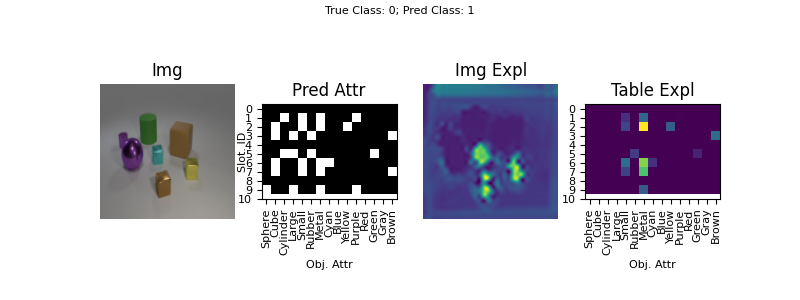 True Class: 0; Pred Class: 1
Img
Pred Attr
Img Expl
Table Expl
Slot. ID
0
1
2
3
4
5
6
7
8
9
10
Sphere
Cube
Cylinder
Large
Small
Rubber
Metal
Cyan
Blue
Yellow
Purple
Red
Green
Gray
Brown
Obj. Attr
0
1
2
3
4
5
6
7
8
9
10
Sphere
Cube
Cylinder
Large
Small
Rubber
Metal
Cyan
Blue
Yellow
Purple
Red
Green
Gray
Brown
Obj. Attr